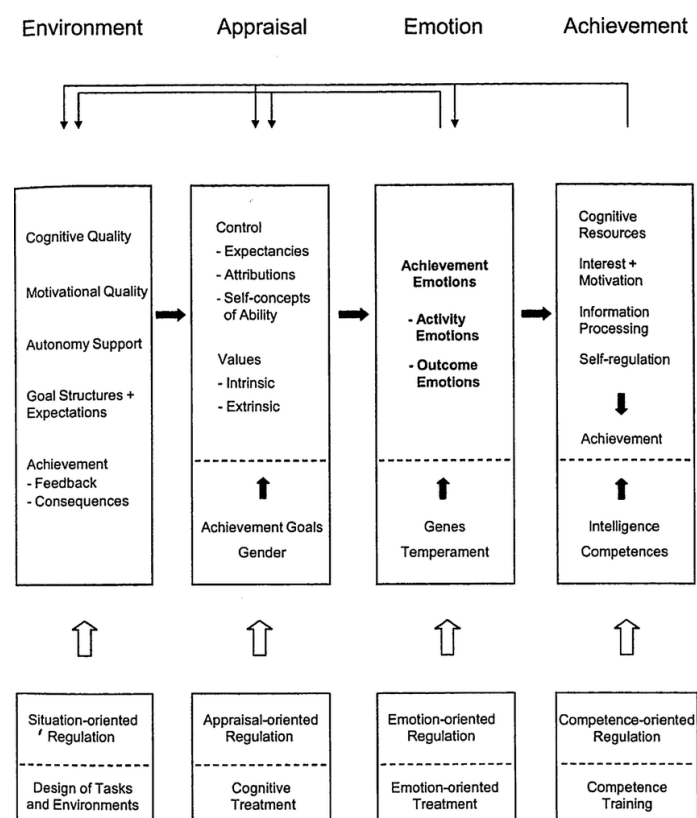 Environment
Appraisal
Emotion
Achievement
Cognitive Quality
Motivational Quality
Autonomy Support
Goal Structures +
Expectations
Achievement
- Feedback
- Consequences
Control
- Expectancies
- Attributions
- Self-concepts
of Ability
Values
- Intrinsic
- Extrinsic
Achievement Goals
Gender
Achievement
Emotions
- Activity
Emotions
- Outcome
Emotions
Genes
Temperament
Cognitive
Resources
Interest +
Motivation
Information
Processing
Self-regulation
Achievement
Intelligence
Competences
Situation-oriented
Regulation
Design of Tasks
and Environments
Appraisal-oriented
Regulation
Cognitive
Treatment
Emotion-oriented
Regulation
Emotion-oriented
Treatment
Competence-oriented
Regulation
Competence
Training